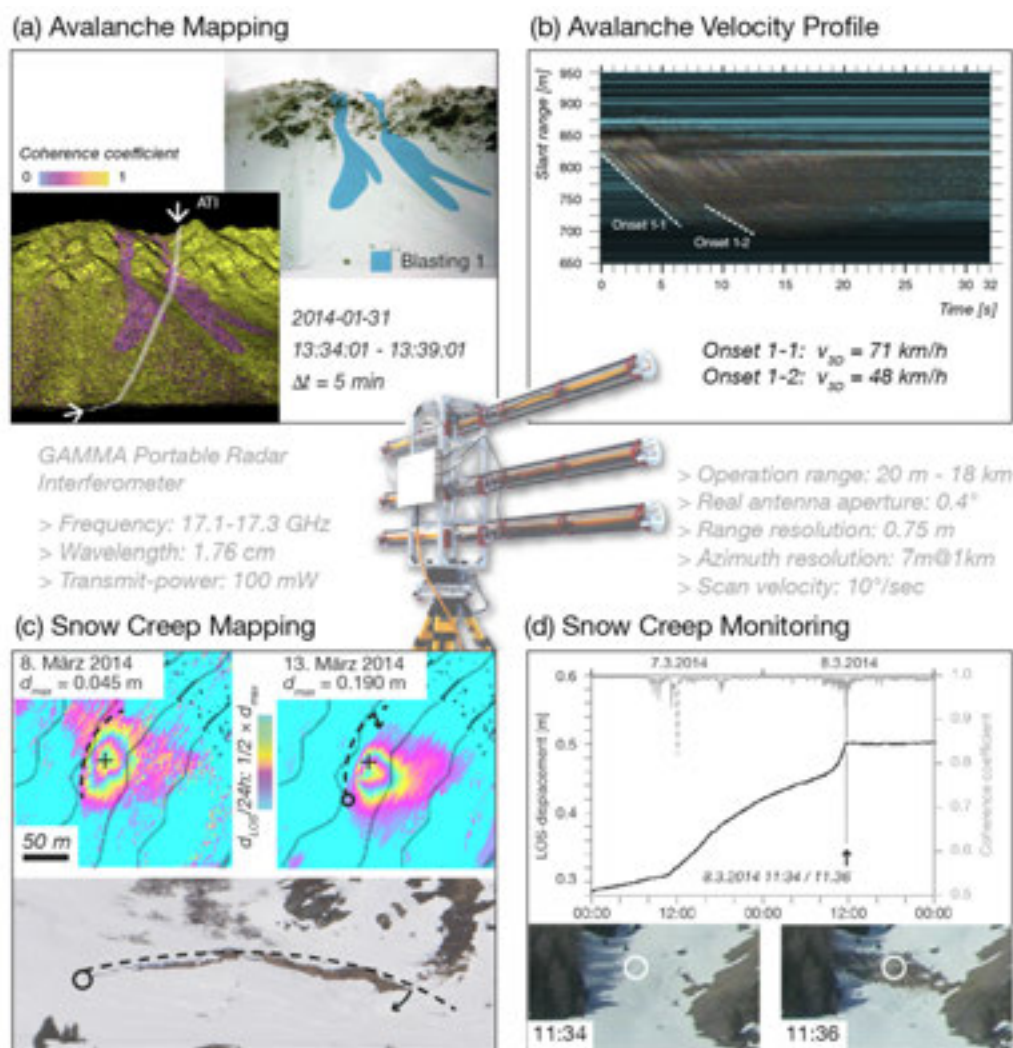 (a) Avalanche Mapping
Coherence coefficient
0 1
ATI
Blasting 1
2014-01-31
13:34:01 - 13:39:01
Δt = 5 min
(b) Avalanche Velocity Profile
Slant range [m]
950
900
850
800
750
700
650
Onset 1-1
Onset 1-2
0 5 10 15 20 25 30 32
Time [s]
Onset 1-1: v3D = 71 km/h
Onset 1-2: v3D = 48 km/h
GAMMA Portable Radar
Interferometer
> Frequency: 17.1-17.3 GHz
> Wavelength: 1.76 cm
> Transmit-power: 100 mW
> Operation range: 20 m - 18 km
> Real antenna aperture: 0.4°
> Range resolution: 0.75 m
> Azimuth resolution: 7m@1km
> Scan velocity: 10°/sec
(c) Snow Creep Mapping
8. März 2014
dmax = 0.045 m
13. März 2014
dmax = 0.190 m
dLOS/24h: 1/2 × dmax
50 m
(d) Snow Creep Monitoring
7.3.2014 8.3.2014
LOS dispacement [m]
0.6
0.5
0.4
0.3
1.0
0.9
0.8
0.7
0.6
0.5
Coherence coefficient
8.3.2014 11:34 / 11:36
00:00 12:00 00:00 12:00 00:00
11:34
11:36